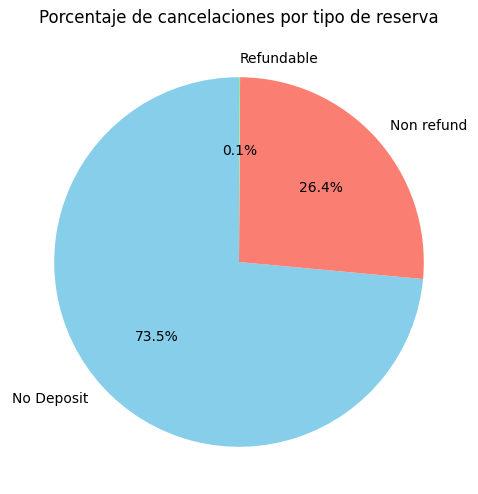 Porcentaje de cancelaciones por tipo de reserva
Refundable
Non refund
0.1%
26.4%
73.5%
No Deposit